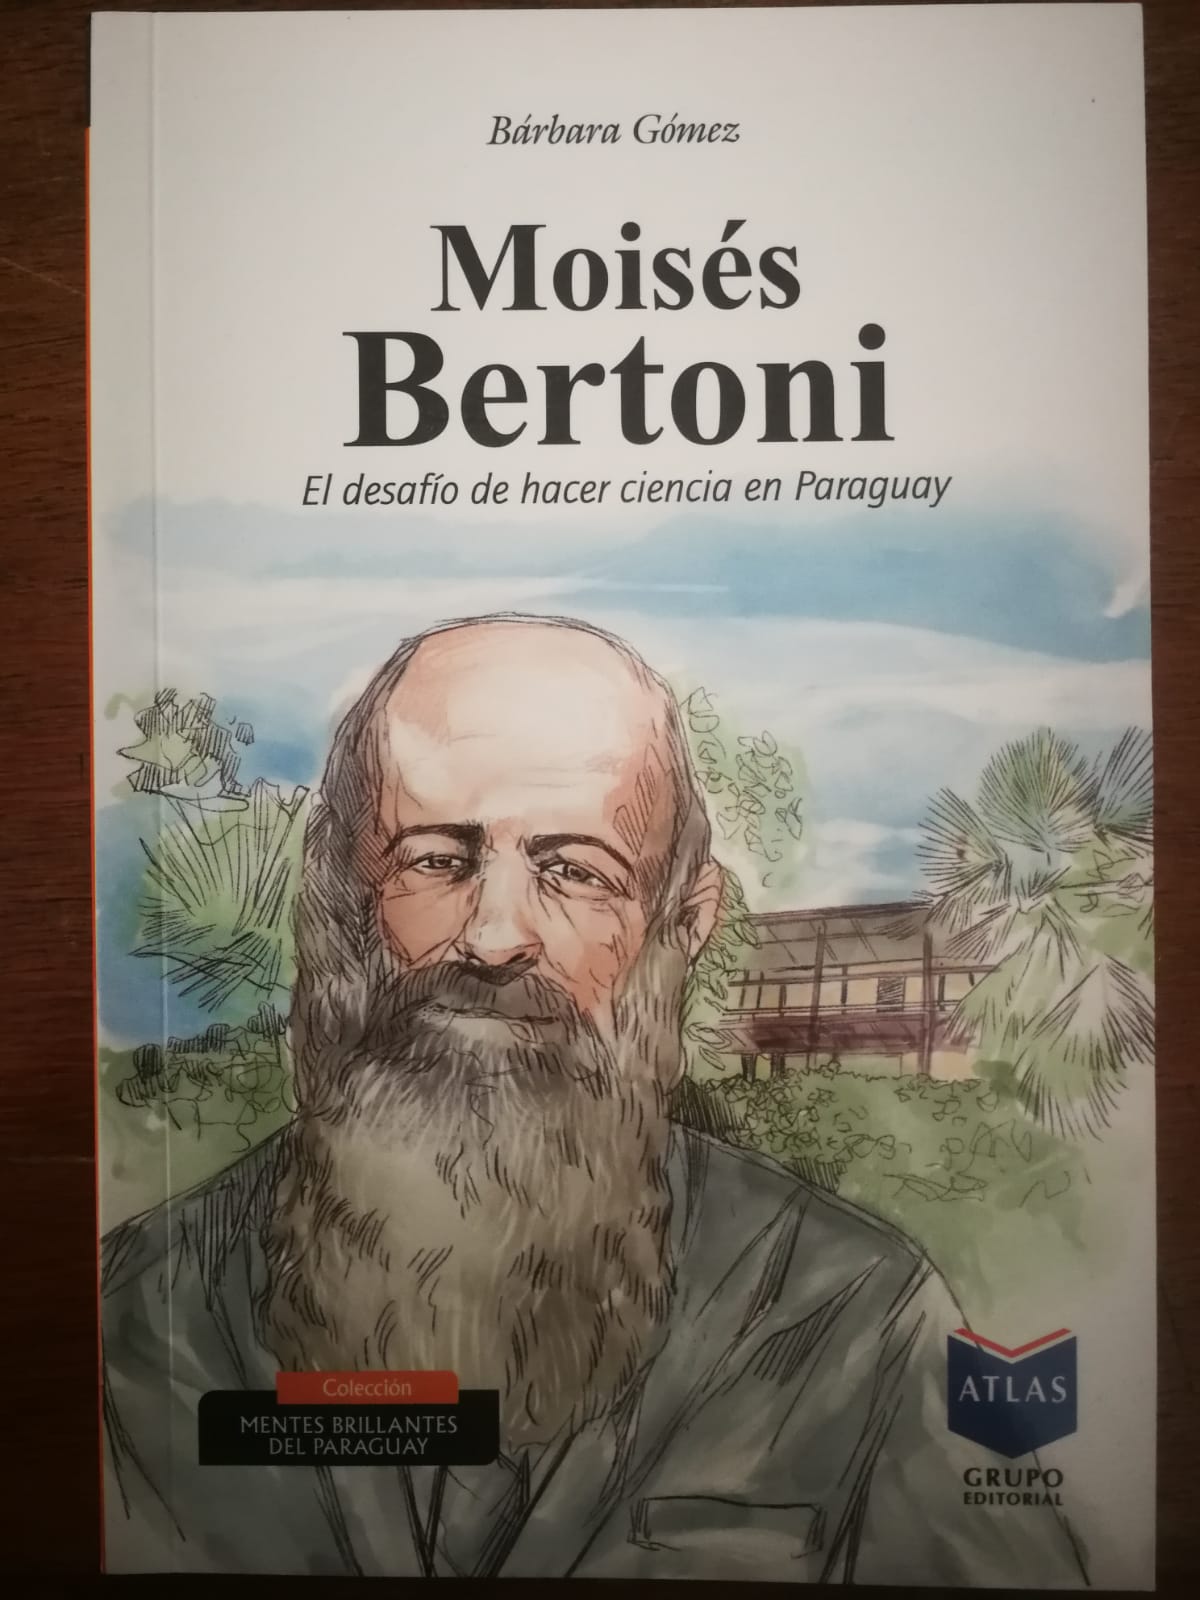 Bárbara Gómez
Moisés
Bertoni
El desafío de hacer ciencia en Paraguay
Colección
MENTES BRILLANTES
DEL PARAGUAY
ATLAS
GRUPO
EDITORIAL